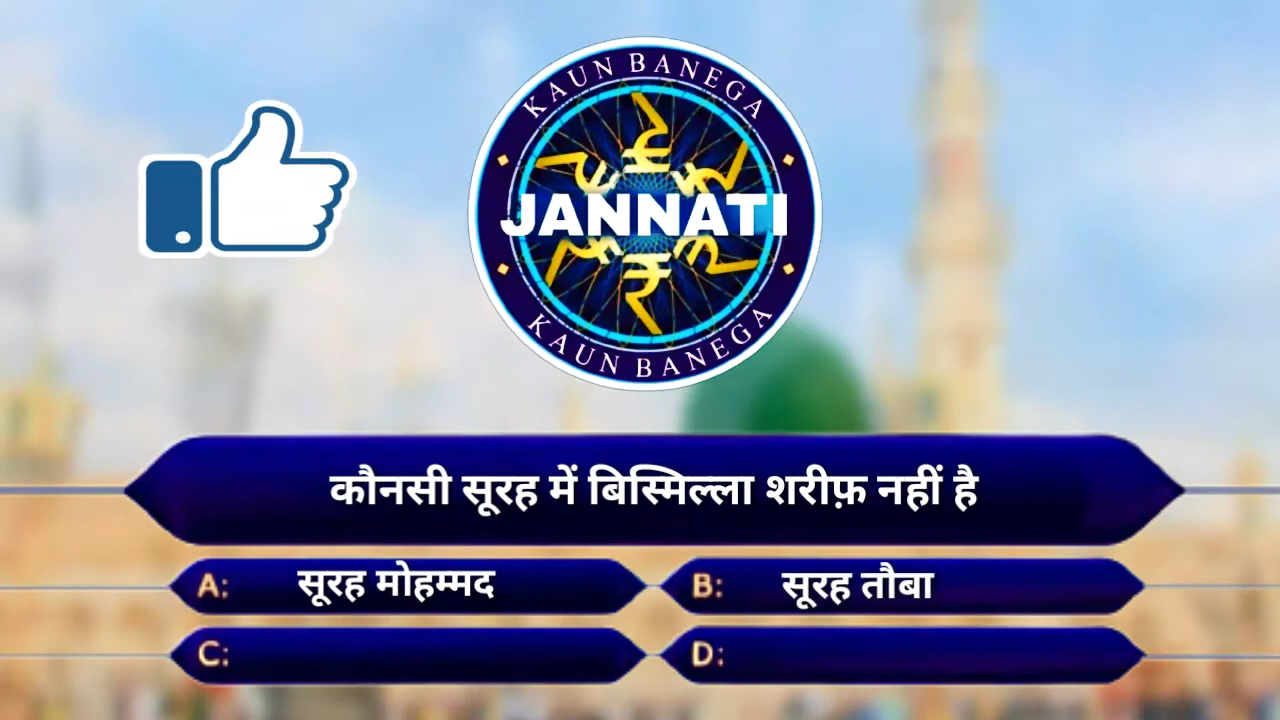 KAUN BANEGA
JANNATI
KAUN BANEGA
कौनसी सूरह में बिस्मिल्ला शरीफ़ नहीं है
A: सूरह मोहम्मद
B: सूरह तौबा
C:
D: